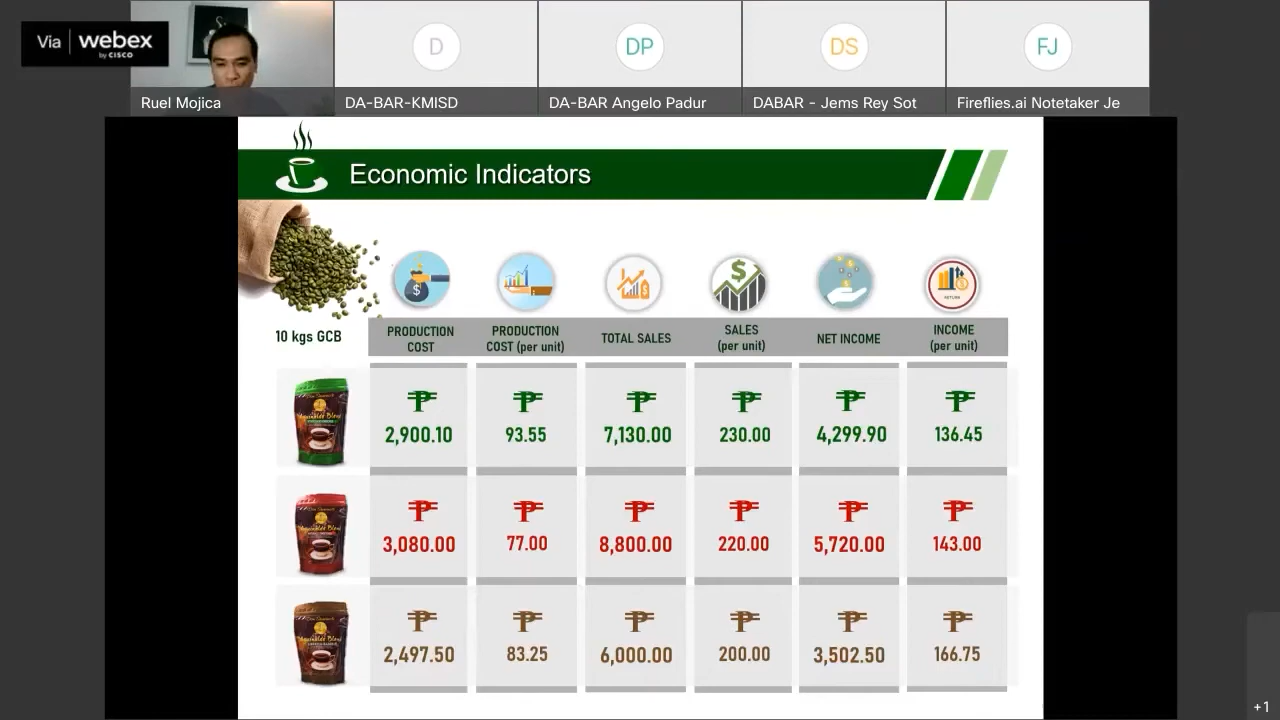 Via webex
by CISCO
Ruel Mojica
D
DA-BAR-KMISD
DP
DA-BAR Angelo Padur
DS
DABAR - Jems Rey Sot
FJ
Fireflies.ai Notetaker Je
Economic Indicators
10 kgs GCB
PRODUCTION
COST
PRODUCTION
COST (per unit)
TOTAL SALES
SALES
(per unit)
NET INCOME
INCOME
(per unit)
RETURN
₱ ₱ ₱ ₱ ₱ ₱
2,900.10 93.55 7,130.00 230.00 4,299.90 136.45
₱ ₱ ₱ ₱ ₱ ₱
3,080.00 77.00 8,800.00 220.00 5,720.00 143.00
₱ ₱ ₱ ₱ ₱ ₱
2,497.50 83.25 6,000.00 200.00 3,502.50 166.75
+1